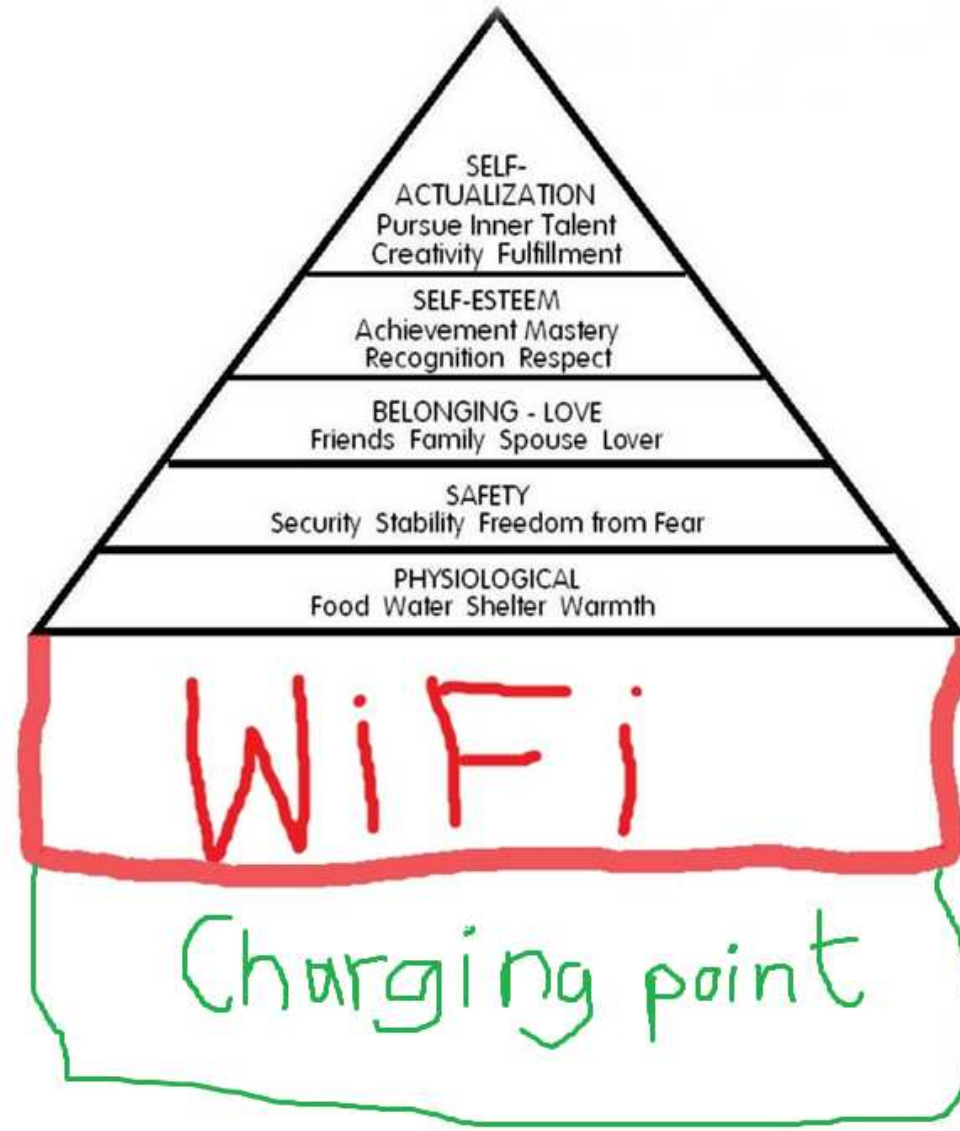 SELF-
ACTUALIZATION
Pursue Inner Talent
Creativity Fulfillment
SELF-ESTEEM
Achievement Mastery
Recognition Respect
BELONGING - LOVE
Friends Family Spouse Lover
SAFETY
Security Stability Freedom from Fear
PHYSIOLOGICAL
Food Water Shelter Warmth
WiFi
Charging point